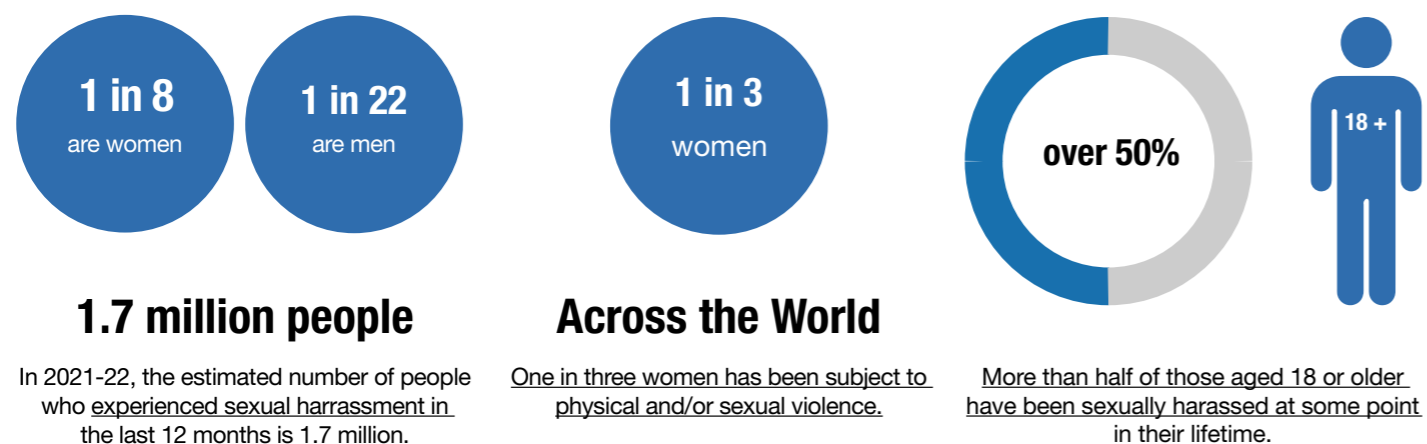 1 in 8
are women
1 in 22
are men
1.7 million people
In 2021-22, the estimated number of people
who experienced sexual harrassment in
the last 12 months is 1.7 million.
1 in 3
women
Across the World
One in three women has been subject to
physical and/or sexual violence.
over 50%
18 +
More than half of those aged 18 or older
have been sexually harassed at some point
in their lifetime.